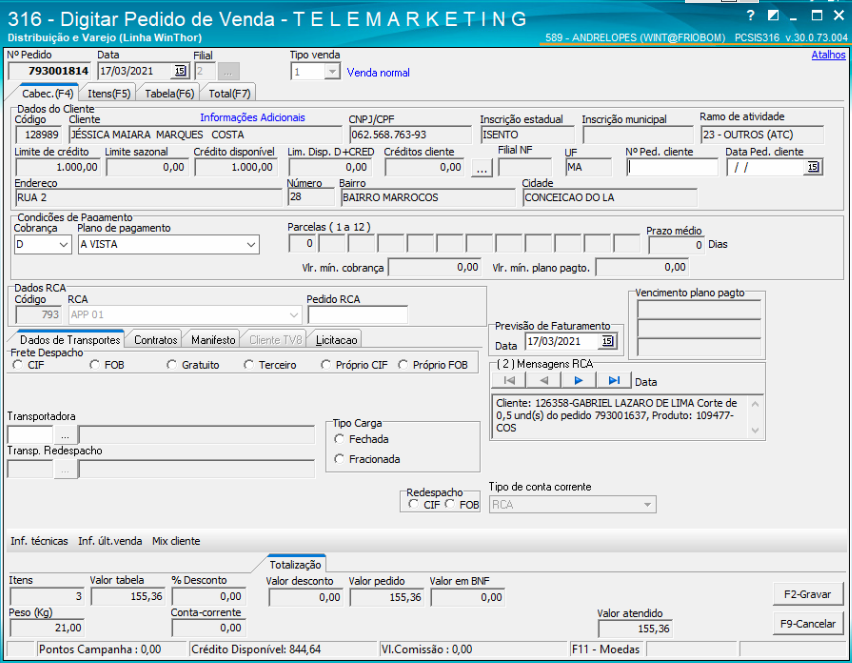 316 - Digitar Pedido de Venda - T E L E M A R K E T I N G
Distribuição e Varejo (Linha WinThor)
589 - ANDRELOPES (WINT@FRIOBOM) PCSIS316 v.30.0.73.004
Nº Pedido Data Filial Tipo venda Atalhos
793001814 17/03/2021 15 2 ... 1 Venda normal
Cabec.(F4) Itens(F5) Tabela(F6) Total(F7)
Dados do Cliente
Código Cliente Informações Adicionais CNPJ/CPF Inscrição estadual Inscrição municipal Ramo de atividade
128989 JÉSSICA MAIARA MARQUES COSTA 062.568.763-93 ISENTO 23 - OUTROS (ATC)
Limite de crédito Limite sazonal Crédito disponível Lim. Disp. D+CRED Créditos cliente Filial NF UF Nº Ped. cliente Data Ped. cliente
1.000,00 0,00 1.000,00 0,00 0,00 ... MA / / 15
Endereço Número Bairro Cidade
RUA 2 28 BAIRRO MARROCOS CONCEICAO DO LA
Condições de Pagamento
Cobrança Plano de pagamento Parcelas ( 1 a 12 ) Prazo médio
D A VISTA 0 0 Dias
Vlr. mín. cobrança 0,00 Vlr. mín. plano pagto. 0,00
Dados RCA
Código RCA Pedido RCA
793 APP 01
Vencimento plano pagto
Previsão de Faturamento
Data 17/03/2021 15
Dados de Transportes Contratos Manifesto Cliente TV8 Licitacao
Frete Despacho
CIF FOB Gratuito Terceiro Próprio CIF Próprio FOB
( 2 ) Mensagens RCA
Data
Cliente: 126358-GABRIEL LAZARO DE LIMA Corte de
0,5 und(s) do pedido 793001637, Produto: 109477-
COS
Transportadora
...
Transp. Redespacho
...
Tipo Carga
Fechada
Fracionada
Redespacho
CIF FOB
Tipo de conta corrente
RCA
Inf. técnicas Inf. últ.venda Mix cliente
Totalização
Itens Valor tabela % Desconto Valor desconto Valor pedido Valor em BNF
3 155,36 0,00 0,00 155,36 0,00
F2-Gravar
Peso (Kg) Conta-corrente Valor atendido
21,00 0,00 155,36
F9-Cancelar
Pontos Campanha : 0,00 Crédito Disponível: 844,64 Vl.Comissão : 0,00 F11 - Moedas